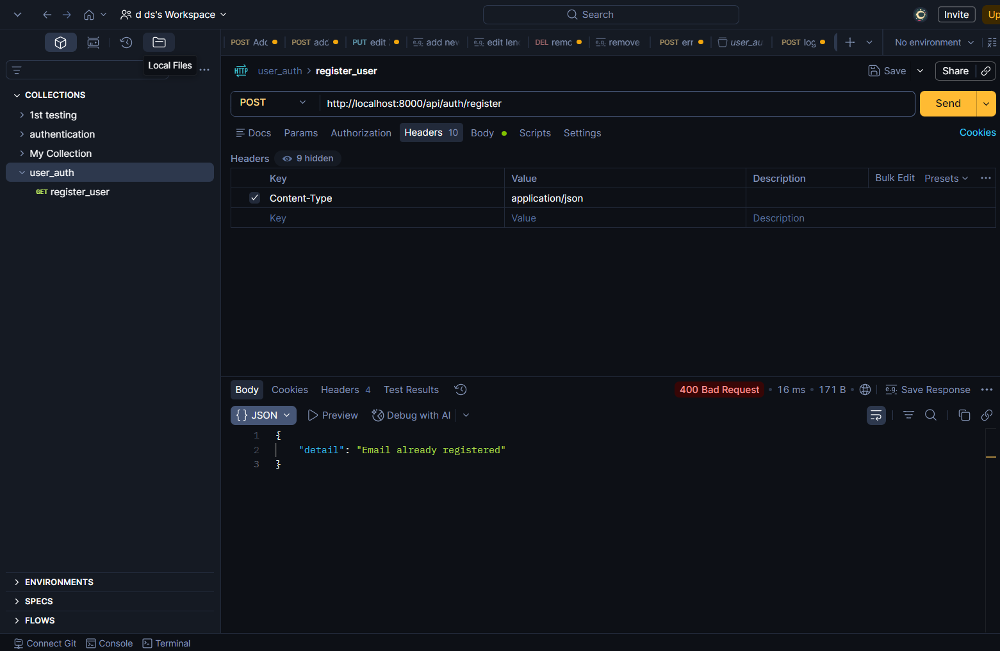 d ds's Workspace
Search
Invite
Up
POST Adc
POST adc
PUT edit
e.g. add nev
e.g. edit len
DEL remc
e.g. remove
POST err
user_au
POST log
No environment
Local Files
user_auth > register_user
Save
Share
COLLECTIONS
1st testing
authentication
My Collection
user_auth
GET register_user
HTTP
POST
http://localhost:8000/api/auth/register
Send
Docs
Params
Authorization
Headers 10
Body
Scripts
Settings
Cookies
Headers
9 hidden
Key
Value
Description
Bulk Edit
Presets
Content-Type
application/json
Key
Value
Description
Body
Cookies
Headers 4
Test Results
400 Bad Request • 16 ms • 171 B
e.g. Save Response
{} JSON
Preview
Debug with AI
1 {
2 "detail": "Email already registered"
3 }
ENVIRONMENTS
SPECS
FLOWS
Connect Git
Console
Terminal